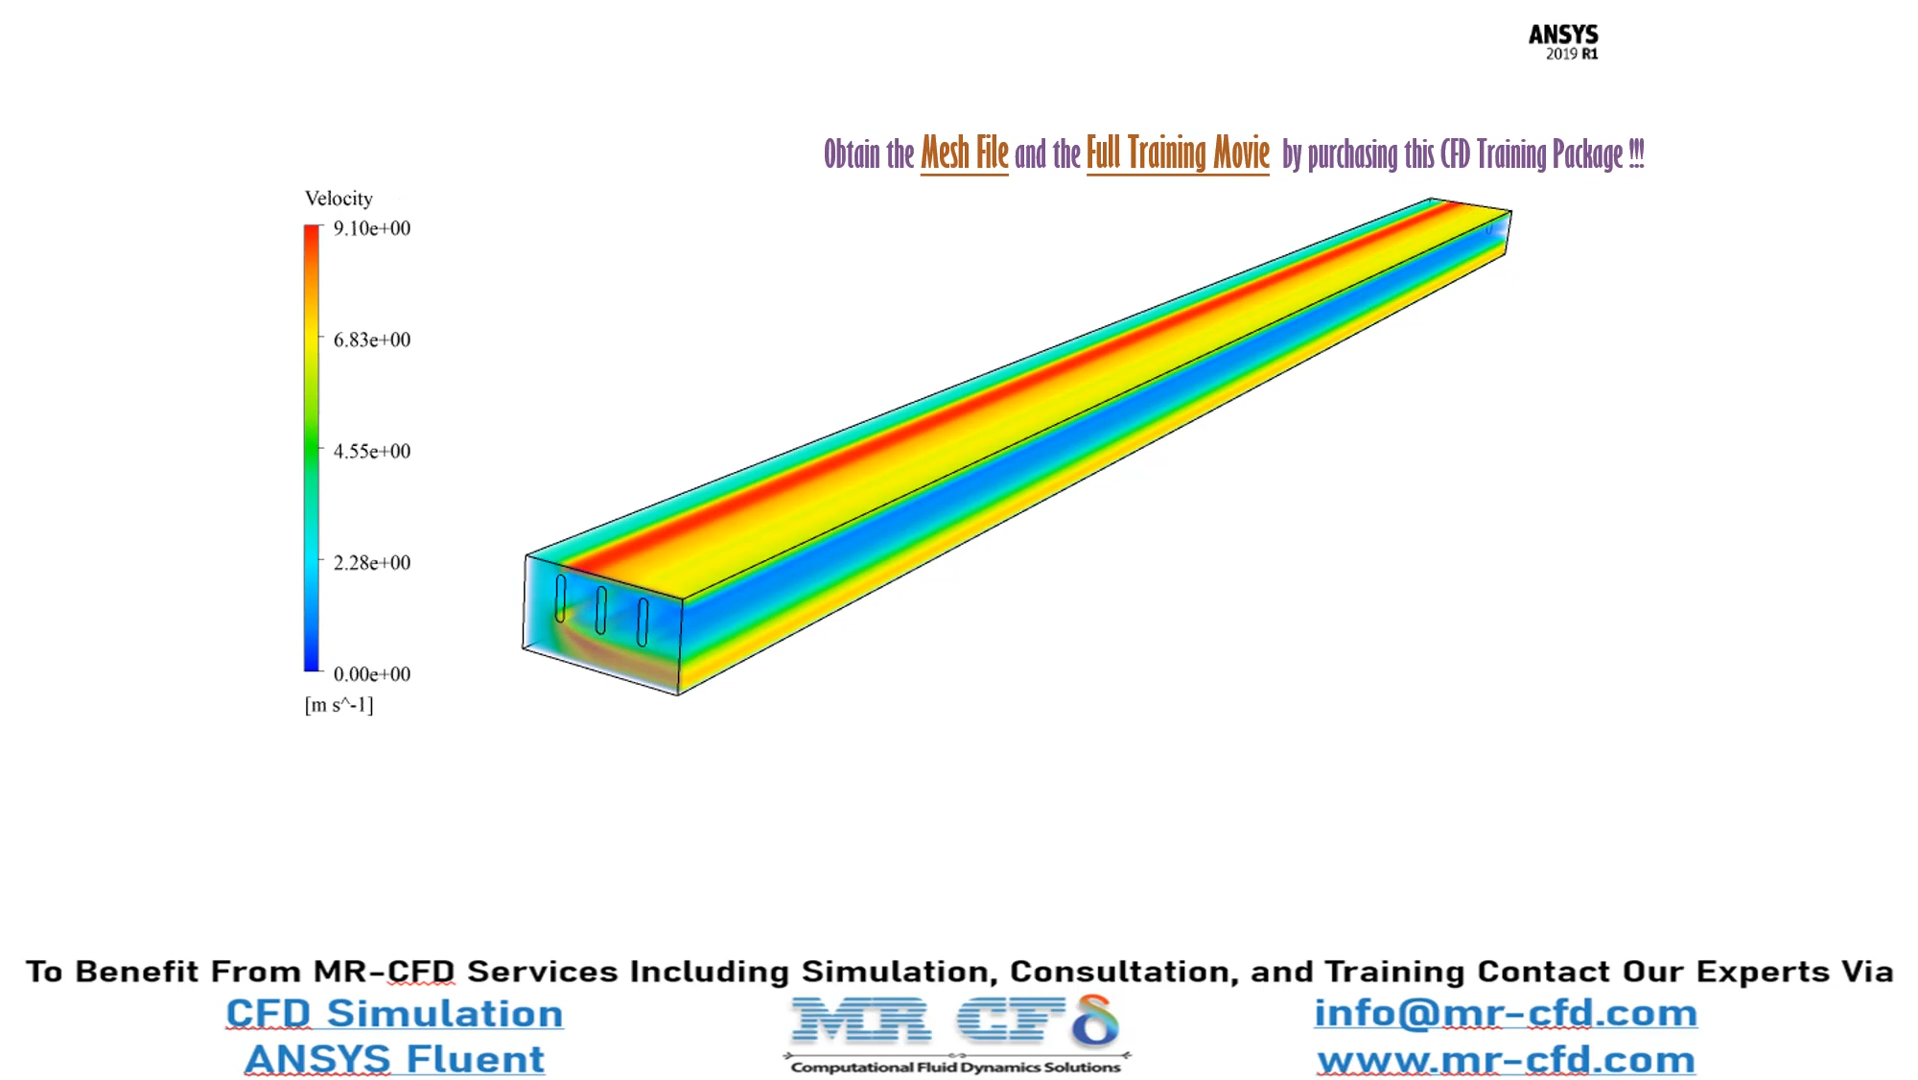 ANSYS
2019 R1
Obtain the Mesh File and the Full Training Movie by purchasing this CFD Training Package !!!
Velocity
9.10e+00
6.83e+00
4.55e+00
2.28e+00
0.00e+00
[m s^-1]
To Benefit From MR-CFD Services Including Simulation, Consultation, and Training Contact Our Experts Via
CFD Simulation
ANSYS Fluent
MR CFδ
Computational Fluid Dynamics Solutions
info@mr-cfd.com
www.mr-cfd.com